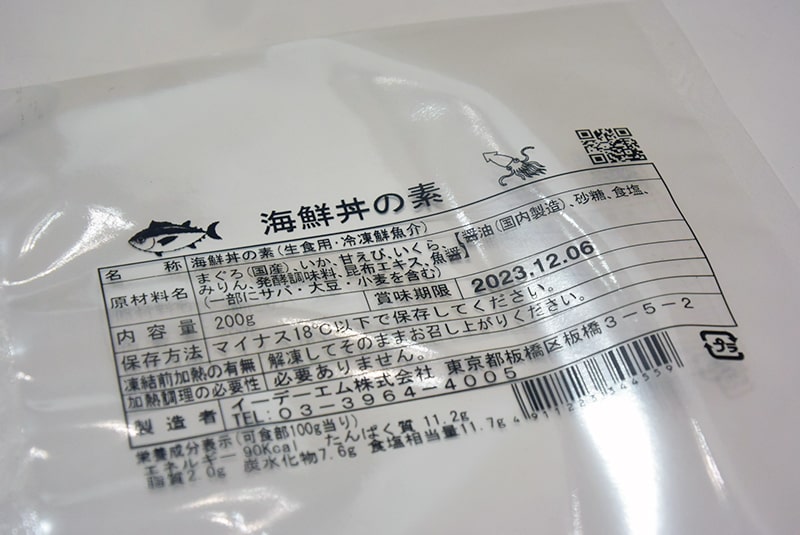 海鮮丼の素
名称 海鮮丼の素（生食用・冷凍鮮魚介）
原材料名 まぐろ（国産）、いか、甘えび、いくら、【醤油（国内製造）、砂糖、食塩、
みりん、発酵調味料、昆布エキス、魚醤】
（一部にサバ・大豆・小麦を含む）
内容量 200g 賞味期限 2023.12.06
保存方法 マイナス18℃以下で保存してください。
凍結前加熱の有無 解凍してそのままお召し上がりください。
加熱調理の必要性 必要ありません。
製造者 イーデーエム株式会社 東京都板橋区板橋3-5-2
TEL:03-3964-4005
栄養成分表示（可食部100g当り）
エネルギー 90Kcal たんぱく質 11.2g
脂質2.0g 炭水化物7.6g 食塩相当量11.7g
プラ